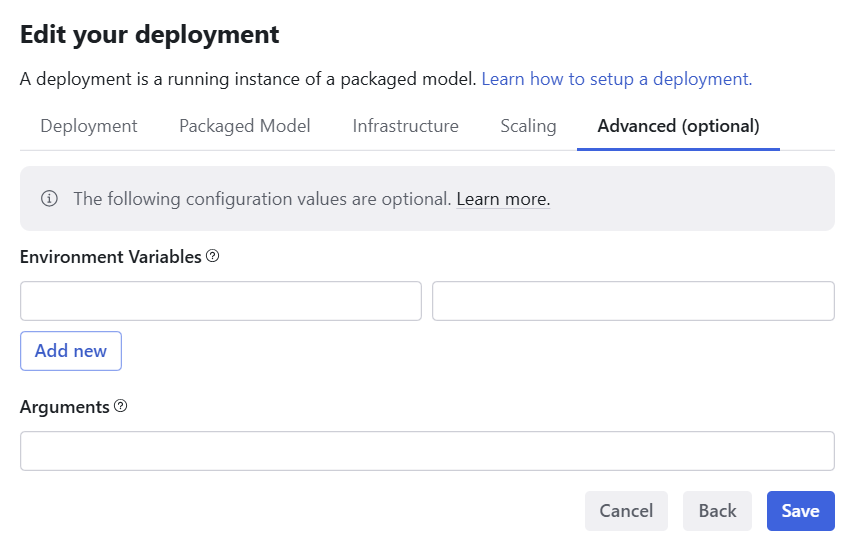 Edit your deployment
A deployment is a running instance of a packaged model. Learn how to setup a deployment.
Deployment Packaged Model Infrastructure Scaling Advanced (optional)
The following configuration values are optional. Learn more.
Environment Variables
Add new
Arguments
Cancel Back Save